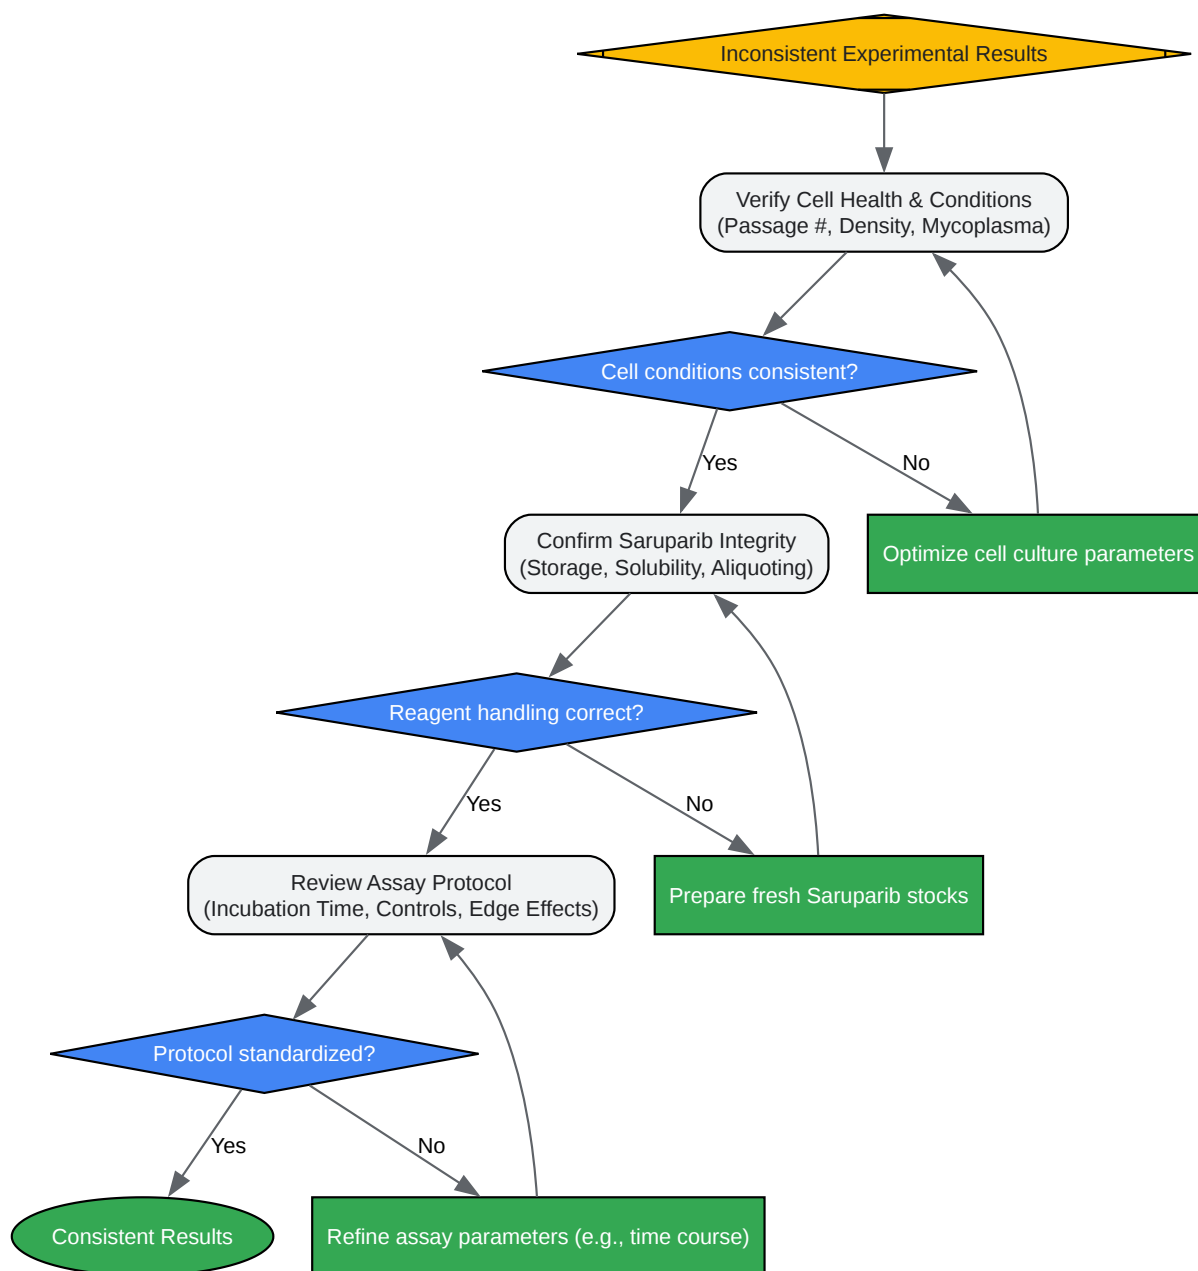 Inconsistent Experimental Results
Verify Cell Health & Conditions
(Passage #, Density, Mycoplasma)
Cell conditions consistent?
Yes
No
Confirm Saruparib Integrity
(Storage, Solubility, Aliquoting)
Optimize cell culture parameters
Reagent handling correct?
Yes
No
Review Assay Protocol
(Incubation Time, Controls, Edge Effects)
Prepare fresh Saruparib stocks
Protocol standardized?
Yes
No
Consistent Results
Refine assay parameters (e.g., time course)